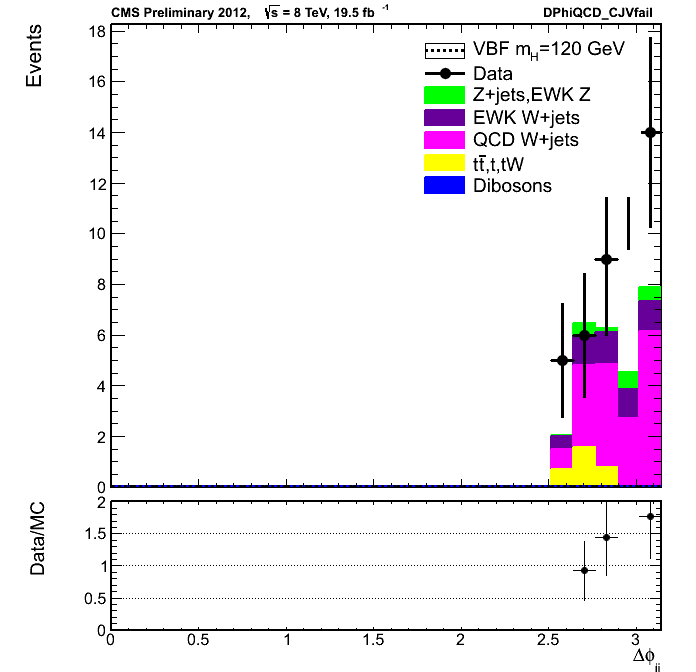 CMS Preliminary 2012, √s = 8 TeV, 19.5 fb⁻¹ DPhiQCD_CJVfail
Events
18
16
14
12
10
8
6
4
2
0
VBF m_H=120 GeV
Data
Z+jets,EWK Z
EWK W+jets
QCD W+jets
tt̄,t,tW
Dibosons
Data/MC
2
1.5
1
0.5
0
0 0.5 1 1.5 2 2.5 3
Δϕ_jj